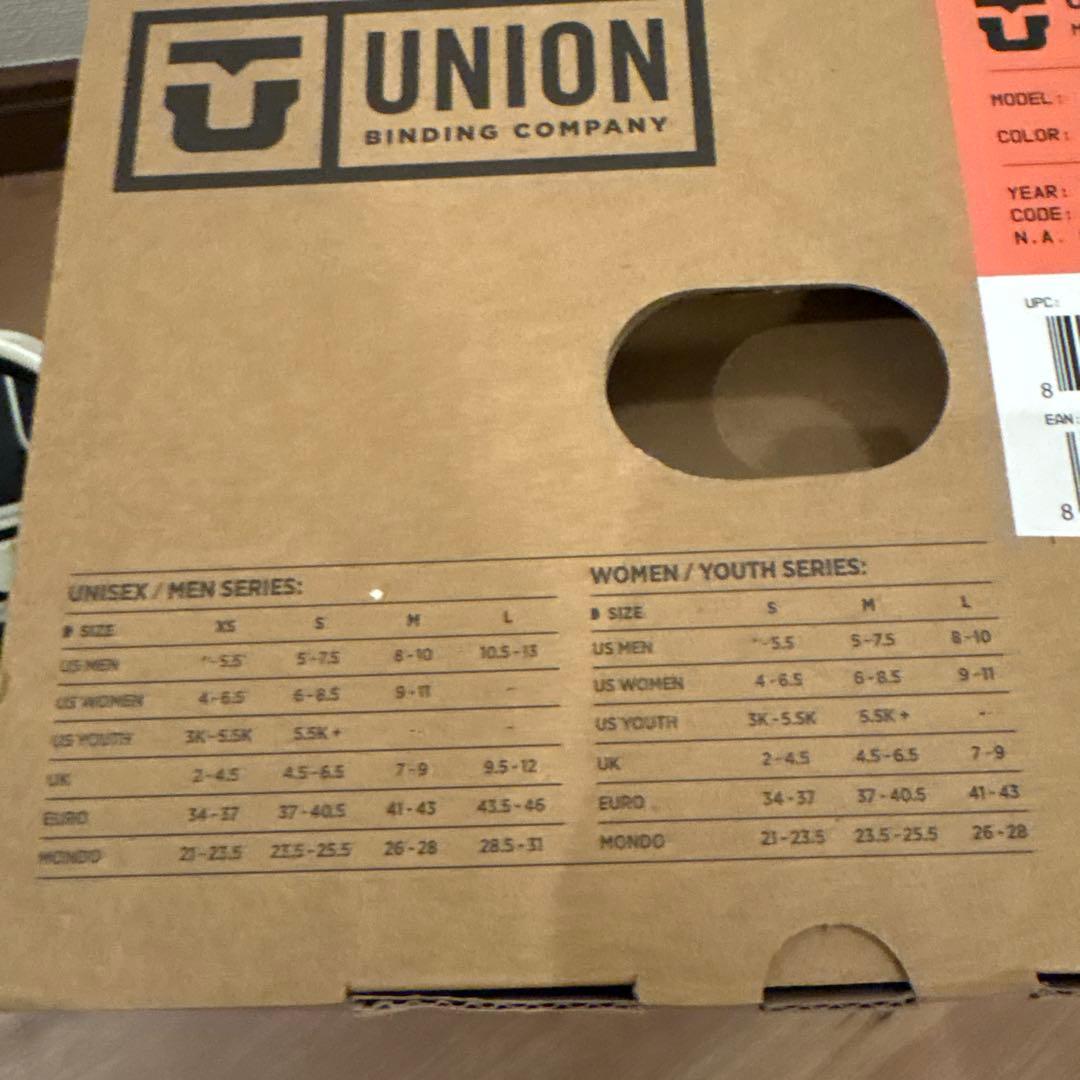 UNION
BINDING COMPANY
MODEL:
COLOR:
YEAR:
CODE:
N.A.
UPC:
8
EAN:
8
UNISEX / MEN SERIES:
SIZE XS S M L
US MEN -5.5 5-7.5 8-10 10.5-13
US WOMEN 4-6.5 6-8.5 9-11 -
US YOUTH 3K-5.5K 5.5K+ -- -
UK 2-4.5 4.5-6.5 7-9 9.5-12
EURO 34-37 37-40.5 41-43 43.5-46
MONDO 21-23.5 23.5-25.5 26-28 28.5-31
WOMEN / YOUTH SERIES:
SIZE S M L
US MEN -5.5 5-7.5 8-10
US WOMEN 4-6.5 6-8.5 9-11
US YOUTH 3K-5.5K 5.5K+ --
UK 2-4.5 4.5-6.5 7-9
EURO 34-37 37-40.5 41-43
MONDO 21-23.5 23.5-25.5 26-28